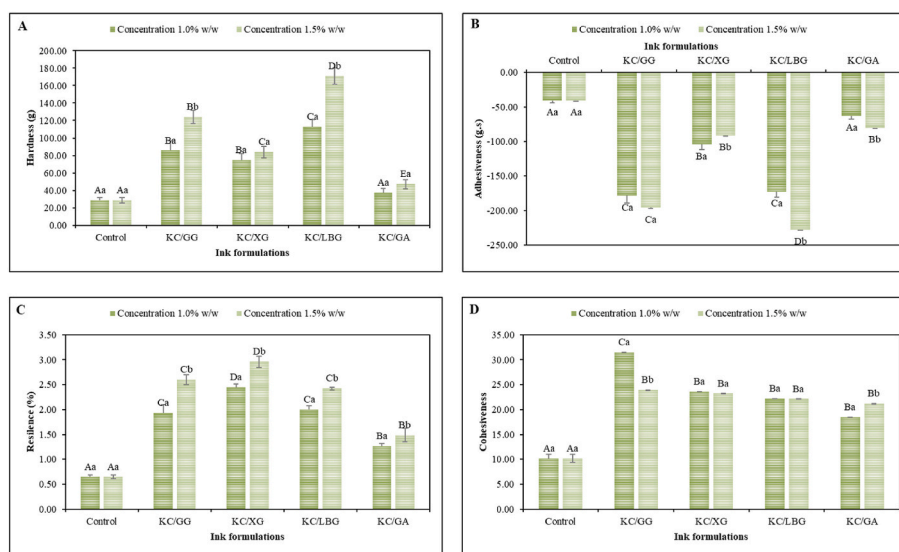 A
Concentration 1.0% w/w Concentration 1.5% w/w
200.00
180.00
160.00
140.00
120.00
100.00
80.00
60.00
40.00
20.00
0.00
Hardness (g)
Aa Aa Ba Bb Ba Ca Ca Db Aa Ea
Control KC/GG KC/XG KC/LBG KC/GA
Ink formulations
B
Concentration 1.0% w/w Concentration 1.5% w/w
Ink formulations
Control KC/GG KC/XG KC/LBG KC/GA
0.00
-50.00
-100.00
-150.00
-200.00
-250.00
Adhesiveness (g.s)
Aa Aa Ca Ca Ba Bb Ca Db Aa Bb
C
Concentration 1.0% w/w Concentration 1.5% w/w
3.50
3.00
2.50
2.00
1.50
1.00
0.50
0.00
Resilence (%)
Aa Aa Ca Cb Da Db Ca Cb Ba Bb
Control KC/GG KC/XG KC/LBG KC/GA
Ink formulations
D
Concentration 1.0% w/w Concentration 1.5% w/w
35.00
30.00
25.00
20.00
15.00
10.00
5.00
0.00
Cohesiveness
Aa Aa Ca Bb Ba Ba Ba Ba Ba Bb
Control KC/GG KC/XG KC/LBG KC/GA
Ink formulations